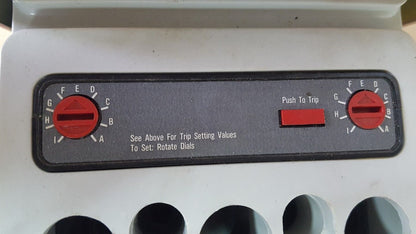 F E D
G C
H B
I A
See Above For Trip Setting Values
To Set: Rotate Dials
Push To Trip
F E D
G C
H B
I A